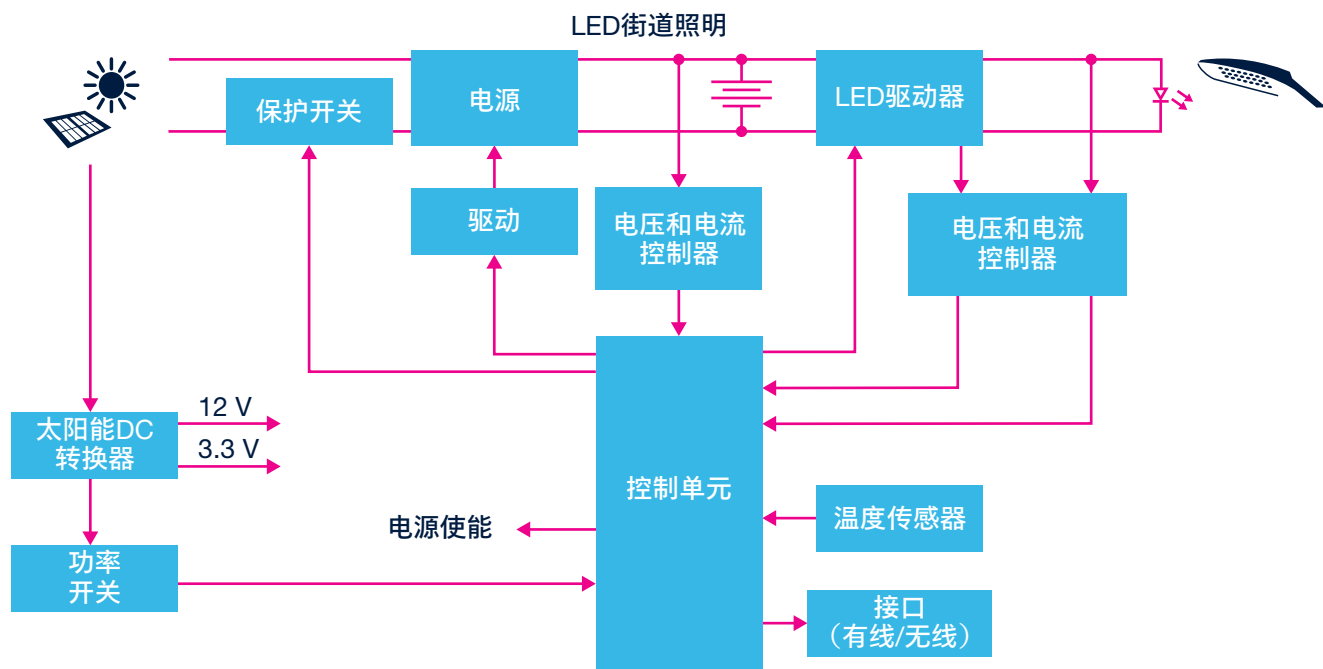 LED街道照明
保护开关
电源
LED驱动器
驱动
电压和电流
控制器
电压和电流
控制器
太阳能DC
转换器
12 V
3.3 V
控制单元
电源使能
温度传感器
功率
开关
接口
（有线/无线）